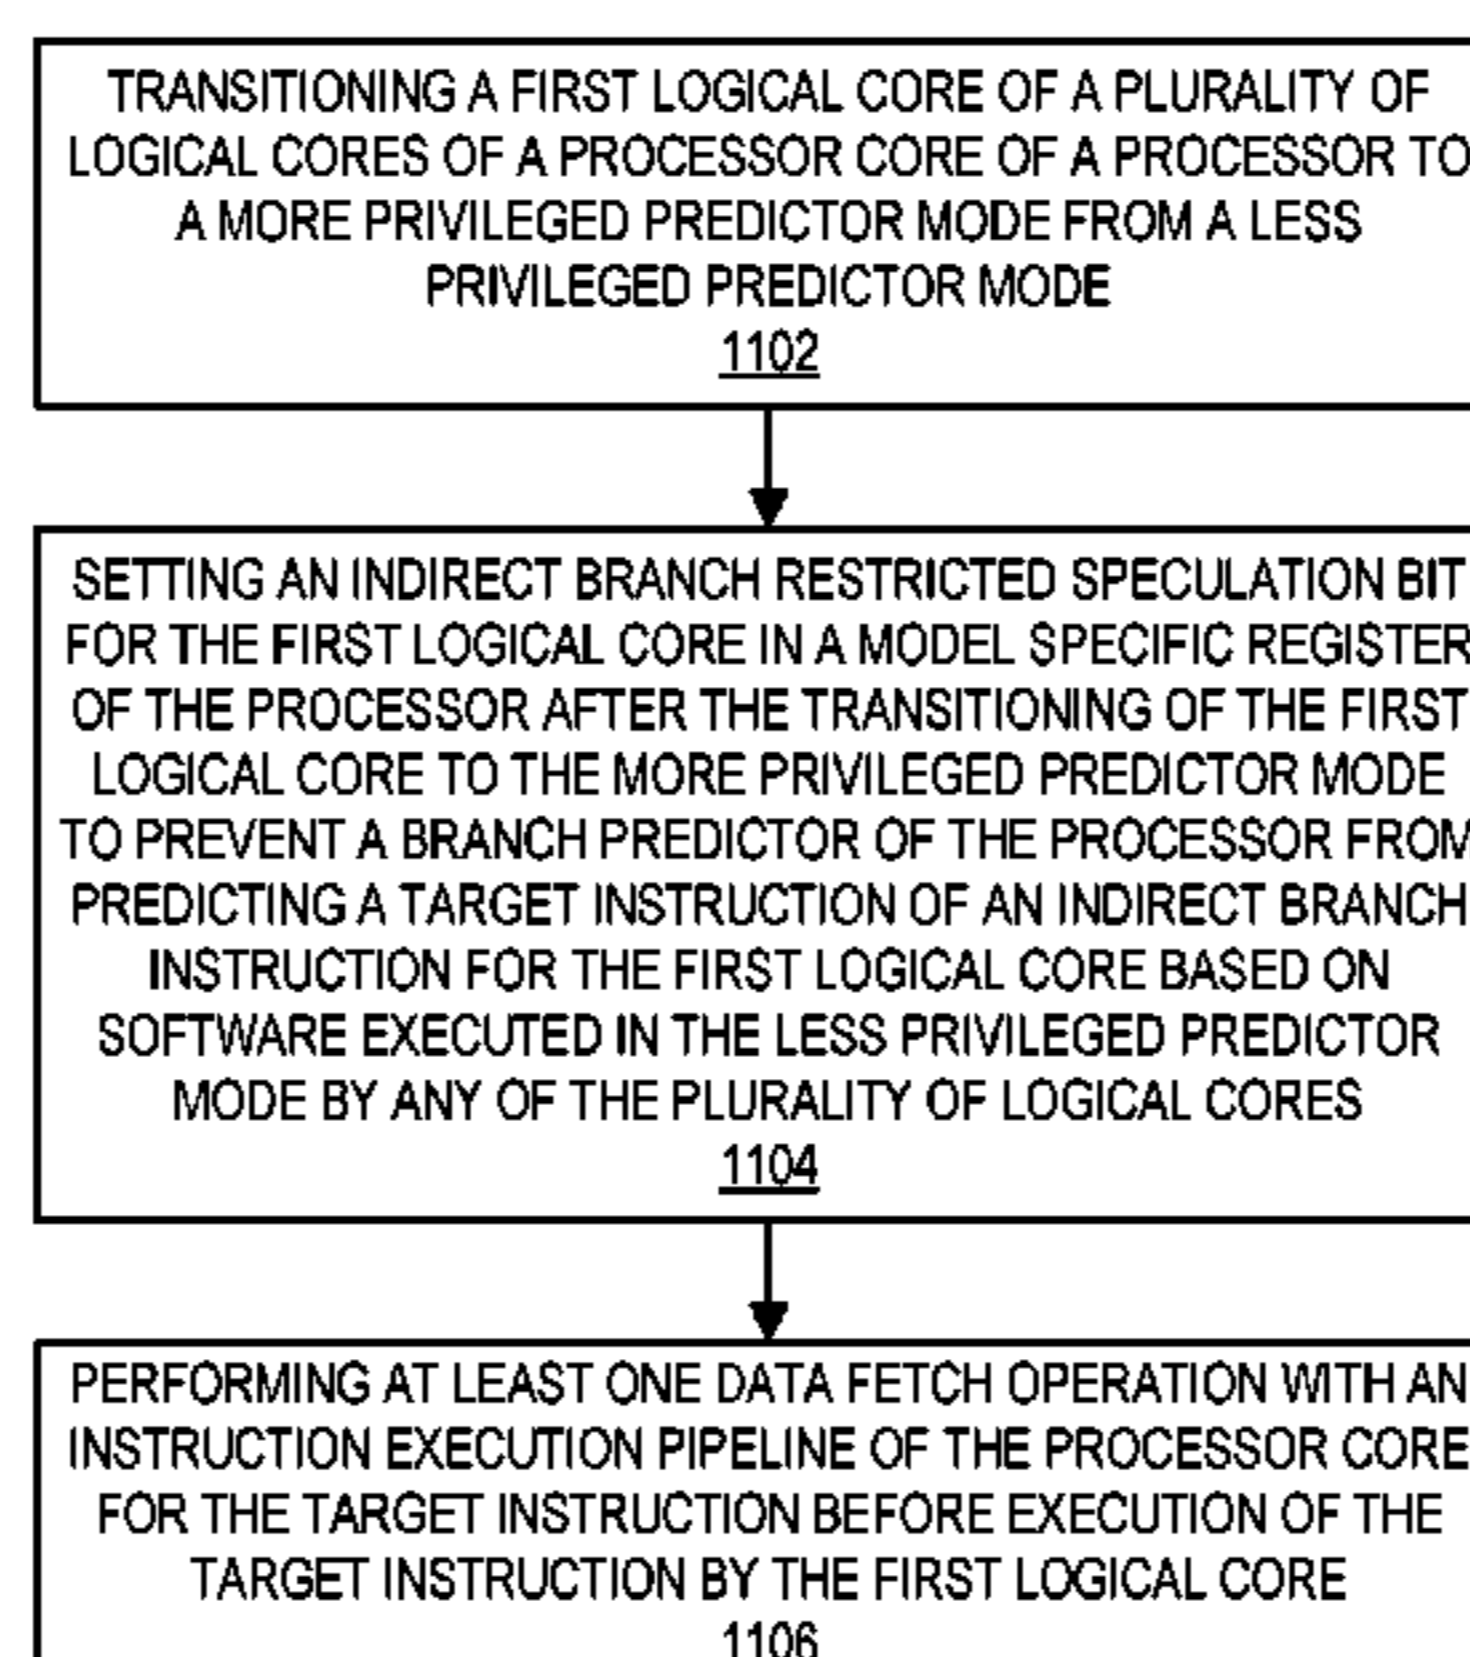 TRANSITIONING A FIRST LOGICAL CORE OF A PLURALITY OF
LOGICAL CORES OF A PROCESSOR CORE OF A PROCESSOR TO
A MORE PRIVILEGED PREDICTOR MODE FROM A LESS
PRIVILEGED PREDICTOR MODE
1102
SETTING AN INDIRECT BRANCH RESTRICTED SPECULATION BIT
FOR THE FIRST LOGICAL CORE IN A MODEL SPECIFIC REGISTER
OF THE PROCESSOR AFTER THE TRANSITIONING OF THE FIRST
LOGICAL CORE TO THE MORE PRIVILEGED PREDICTOR MODE
TO PREVENT A BRANCH PREDICTOR OF THE PROCESSOR FROM
PREDICTING A TARGET INSTRUCTION OF AN INDIRECT BRANCH
INSTRUCTION FOR THE FIRST LOGICAL CORE BASED ON
SOFTWARE EXECUTED IN THE LESS PRIVILEGED PREDICTOR
MODE BY ANY OF THE PLURALITY OF LOGICAL CORES
1104
PERFORMING AT LEAST ONE DATA FETCH OPERATION WITH AN
INSTRUCTION EXECUTION PIPELINE OF THE PROCESSOR CORE
FOR THE TARGET INSTRUCTION BEFORE EXECUTION OF THE
TARGET INSTRUCTION BY THE FIRST LOGICAL CORE
1106